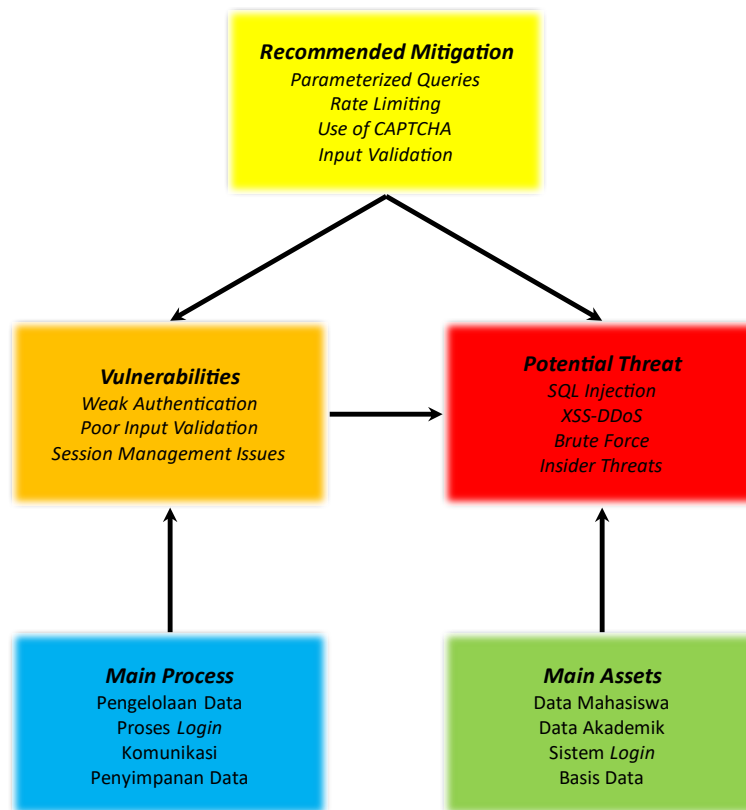 Recommended Mitigation
Parameterized Queries
Rate Limiting
Use of CAPTCHA
Input Validation
Vulnerabilities
Weak Authentication
Poor Input Validation
Session Management Issues
Potential Threat
SQL Injection
XSS-DDoS
Brute Force
Insider Threats
Main Process
Pengelolaan Data
Proses Login
Komunikasi
Penyimpanan Data
Main Assets
Data Mahasiswa
Data Akademik
Sistem Login
Basis Data